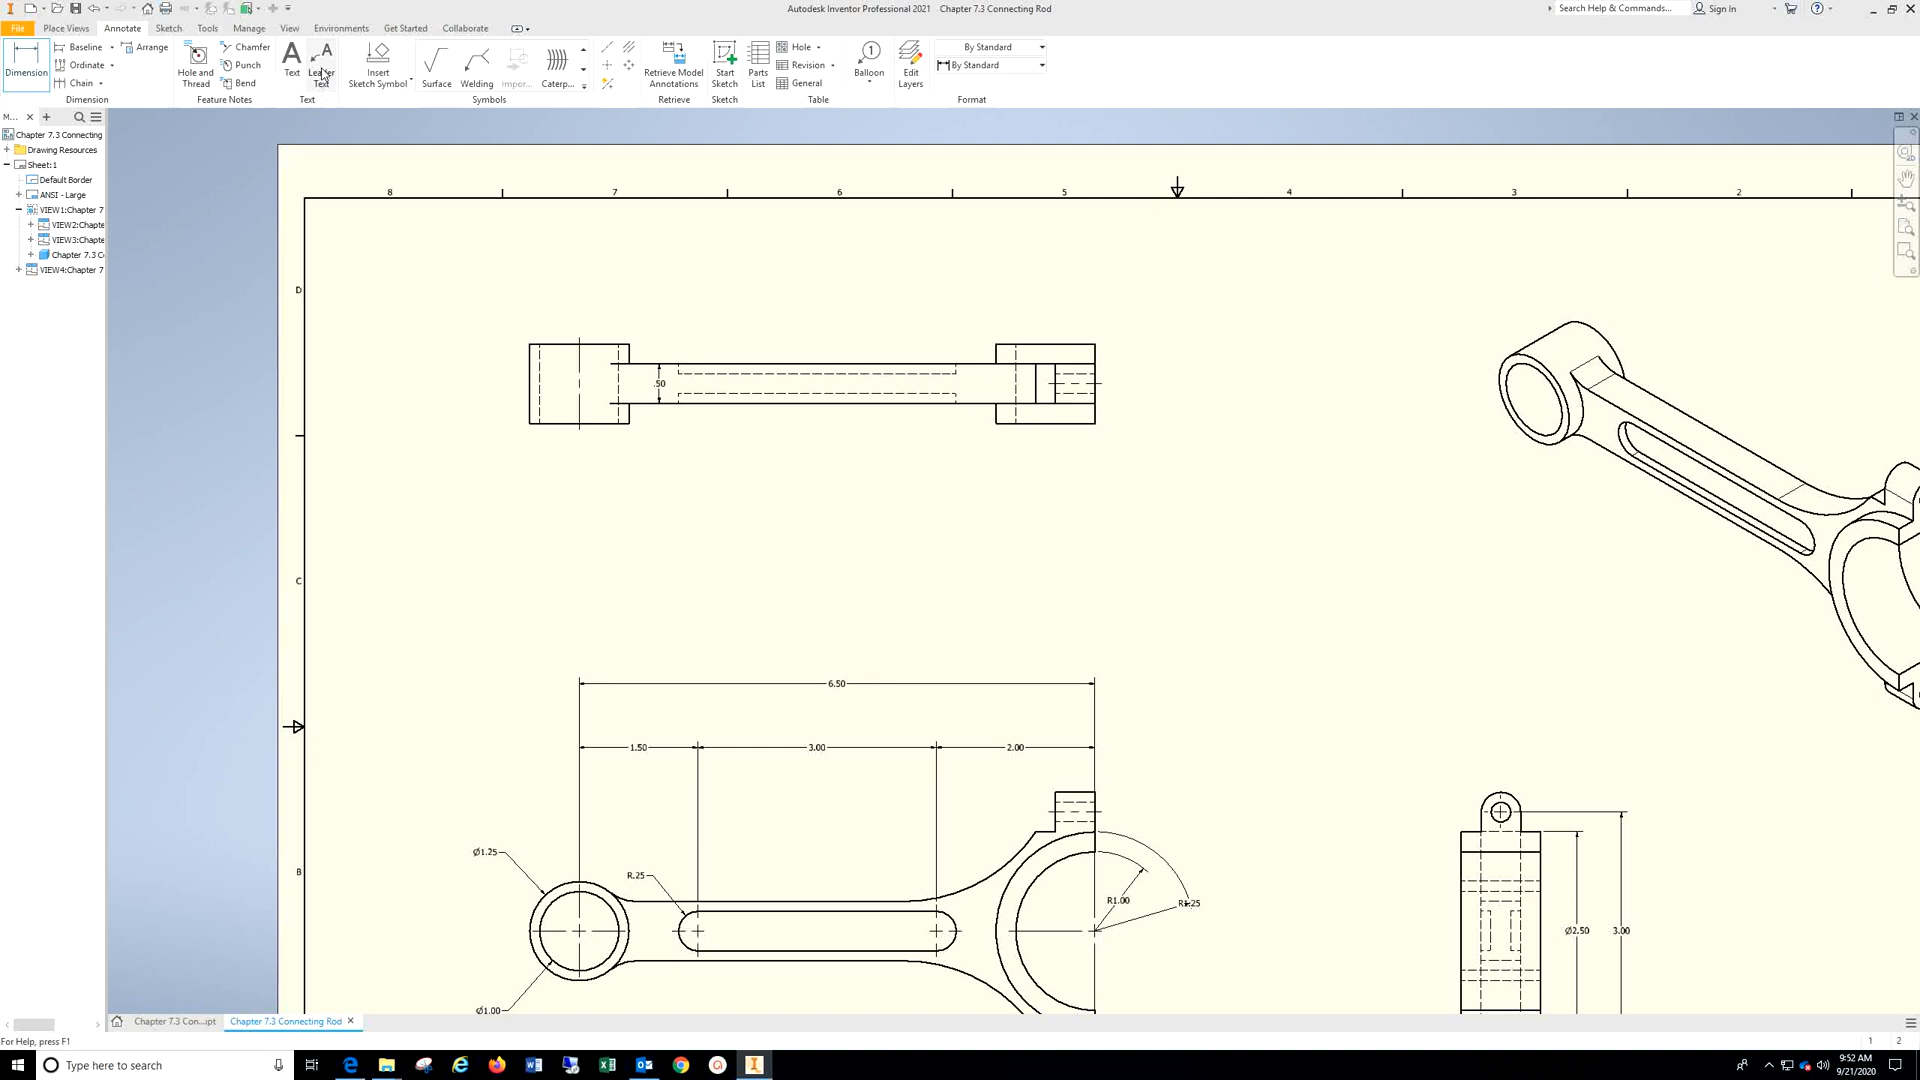 Autodesk Inventor Professional 2021 Chapter 7.3 Connecting Rod
Search Help & Commands...
Sign In
File
Place Views
Annotate
Sketch
Tools
Manage
View
Environments
Get Started
Collaborate
Dimension
Baseline
Ordinate
Chain
Arrange
Dimension
Hole and Thread
Chamfer
Punch
Bend
Feature Notes
Text
Leader Text
Text
Insert Sketch Symbol
Surface
Welding
Impor...
Caterp...
Symbols
Retrieve Model Annotations
Retrieve
Start Sketch
Sketch
Parts List
Hole
Revision
General
Table
Balloon
Edit Layers
By Standard
By Standard
Format
M...
Chapter 7.3 Connecting
Drawing Resources
Sheet:1
Default Border
ANSI - Large
VIEW1:Chapter 7
VIEW2:Chapte
VIEW3:Chapte
Chapter 7.3 C
VIEW4:Chapter 7
8
7
6
5
4
3
2
D
C
B
.50
6.50
1.50
3.00
2.00
Ø1.25
R.25
R1.00
R1.25
Ø1.00
Ø2.50
3.00
Chapter 7.3 Con...ipt
Chapter 7.3 Connecting Rod
For Help, press F1
1
2
Type here to search
9:52 AM
9/21/2020